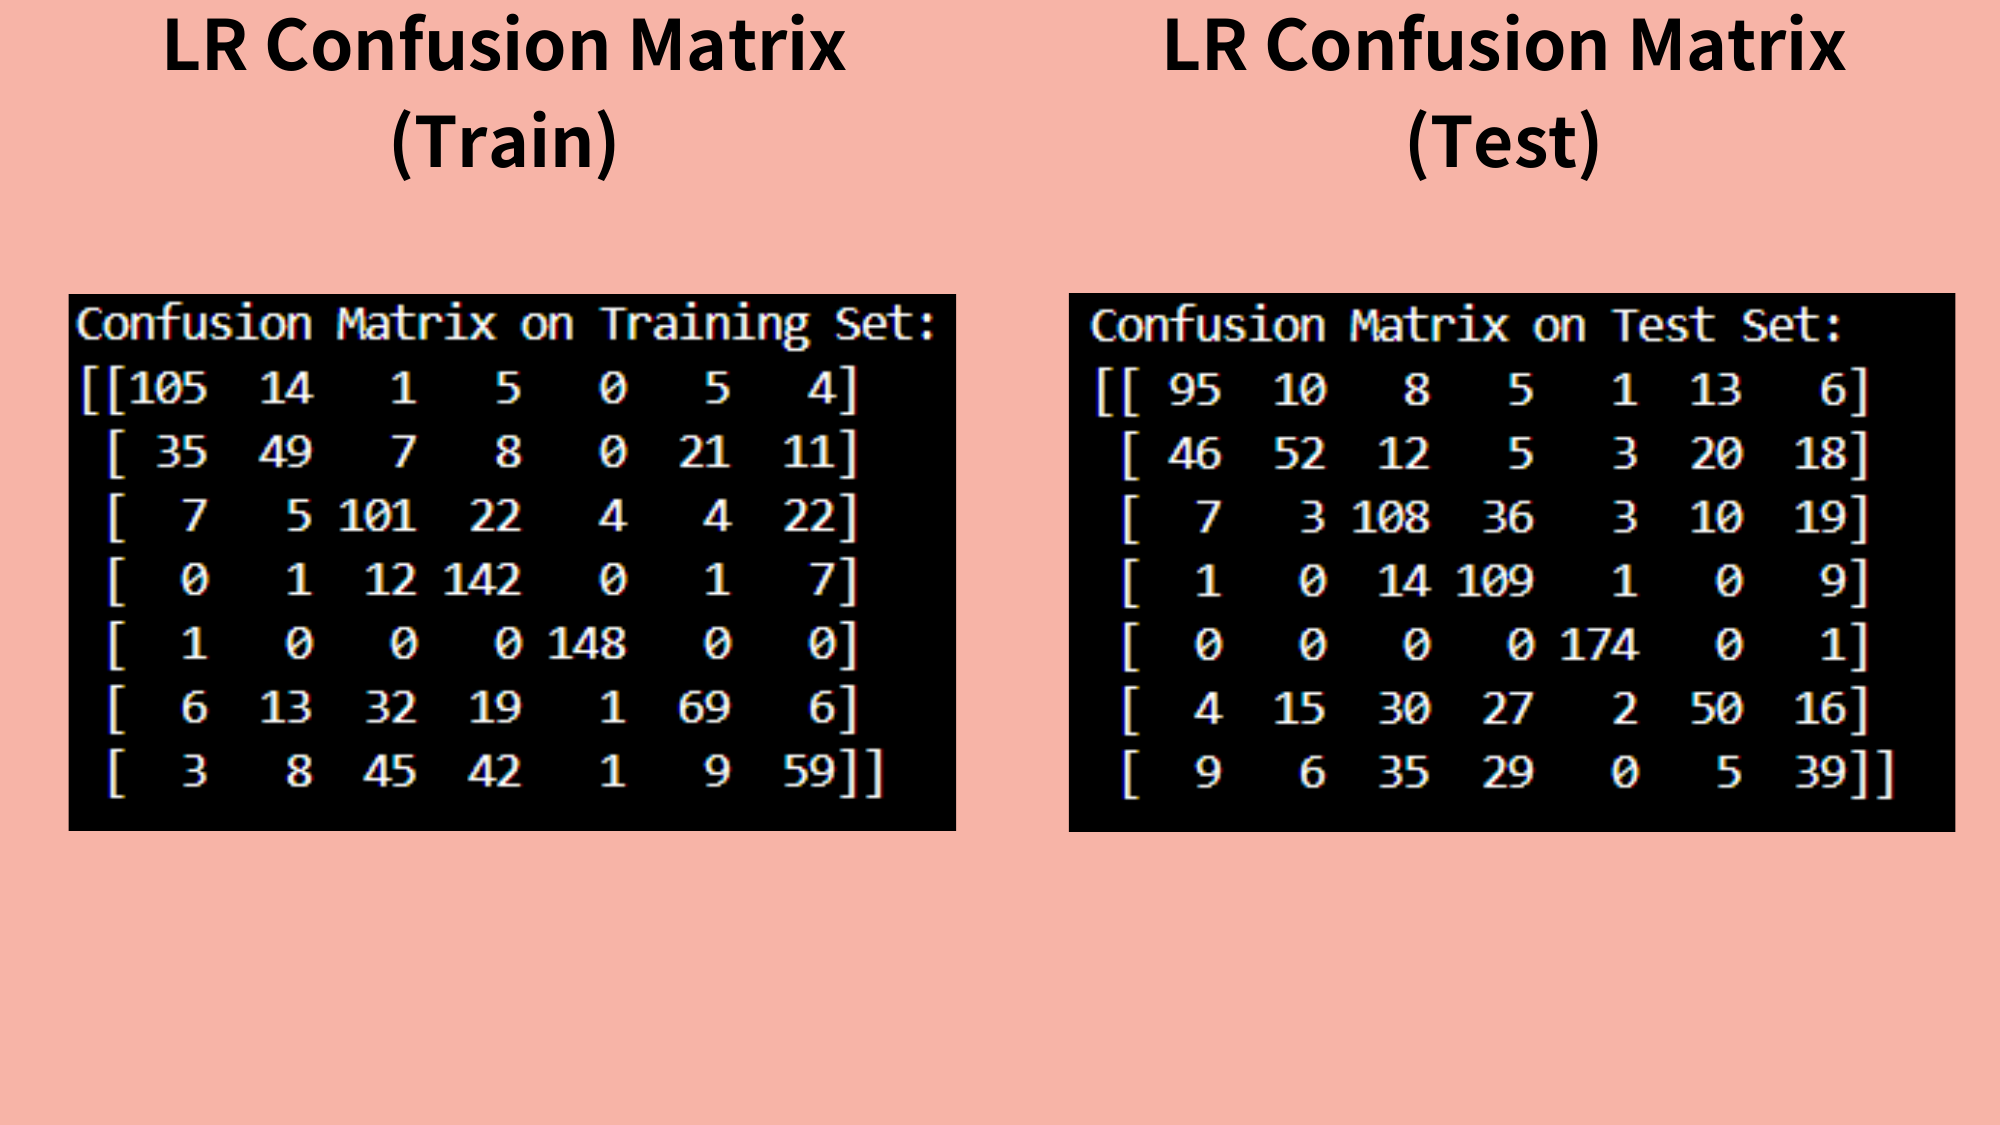 LR Confusion Matrix
(Train)
Confusion Matrix on Training Set:
[[105 14 1 5 0 5 4]
[ 35 49 7 8 0 21 11]
[ 7 5 101 22 4 4 22]
[ 0 1 12 142 0 1 7]
[ 1 0 0 0 148 0 0]
[ 6 13 32 19 1 69 6]
[ 3 8 45 42 1 9 59]]
LR Confusion Matrix
(Test)
Confusion Matrix on Test Set:
[[ 95 10 8 5 1 13 6]
[ 46 52 12 5 3 20 18]
[ 7 3 108 36 3 10 19]
[ 1 0 14 109 1 0 9]
[ 0 0 0 0 174 0 1]
[ 4 15 30 27 2 50 16]
[ 9 6 35 29 0 5 39]]